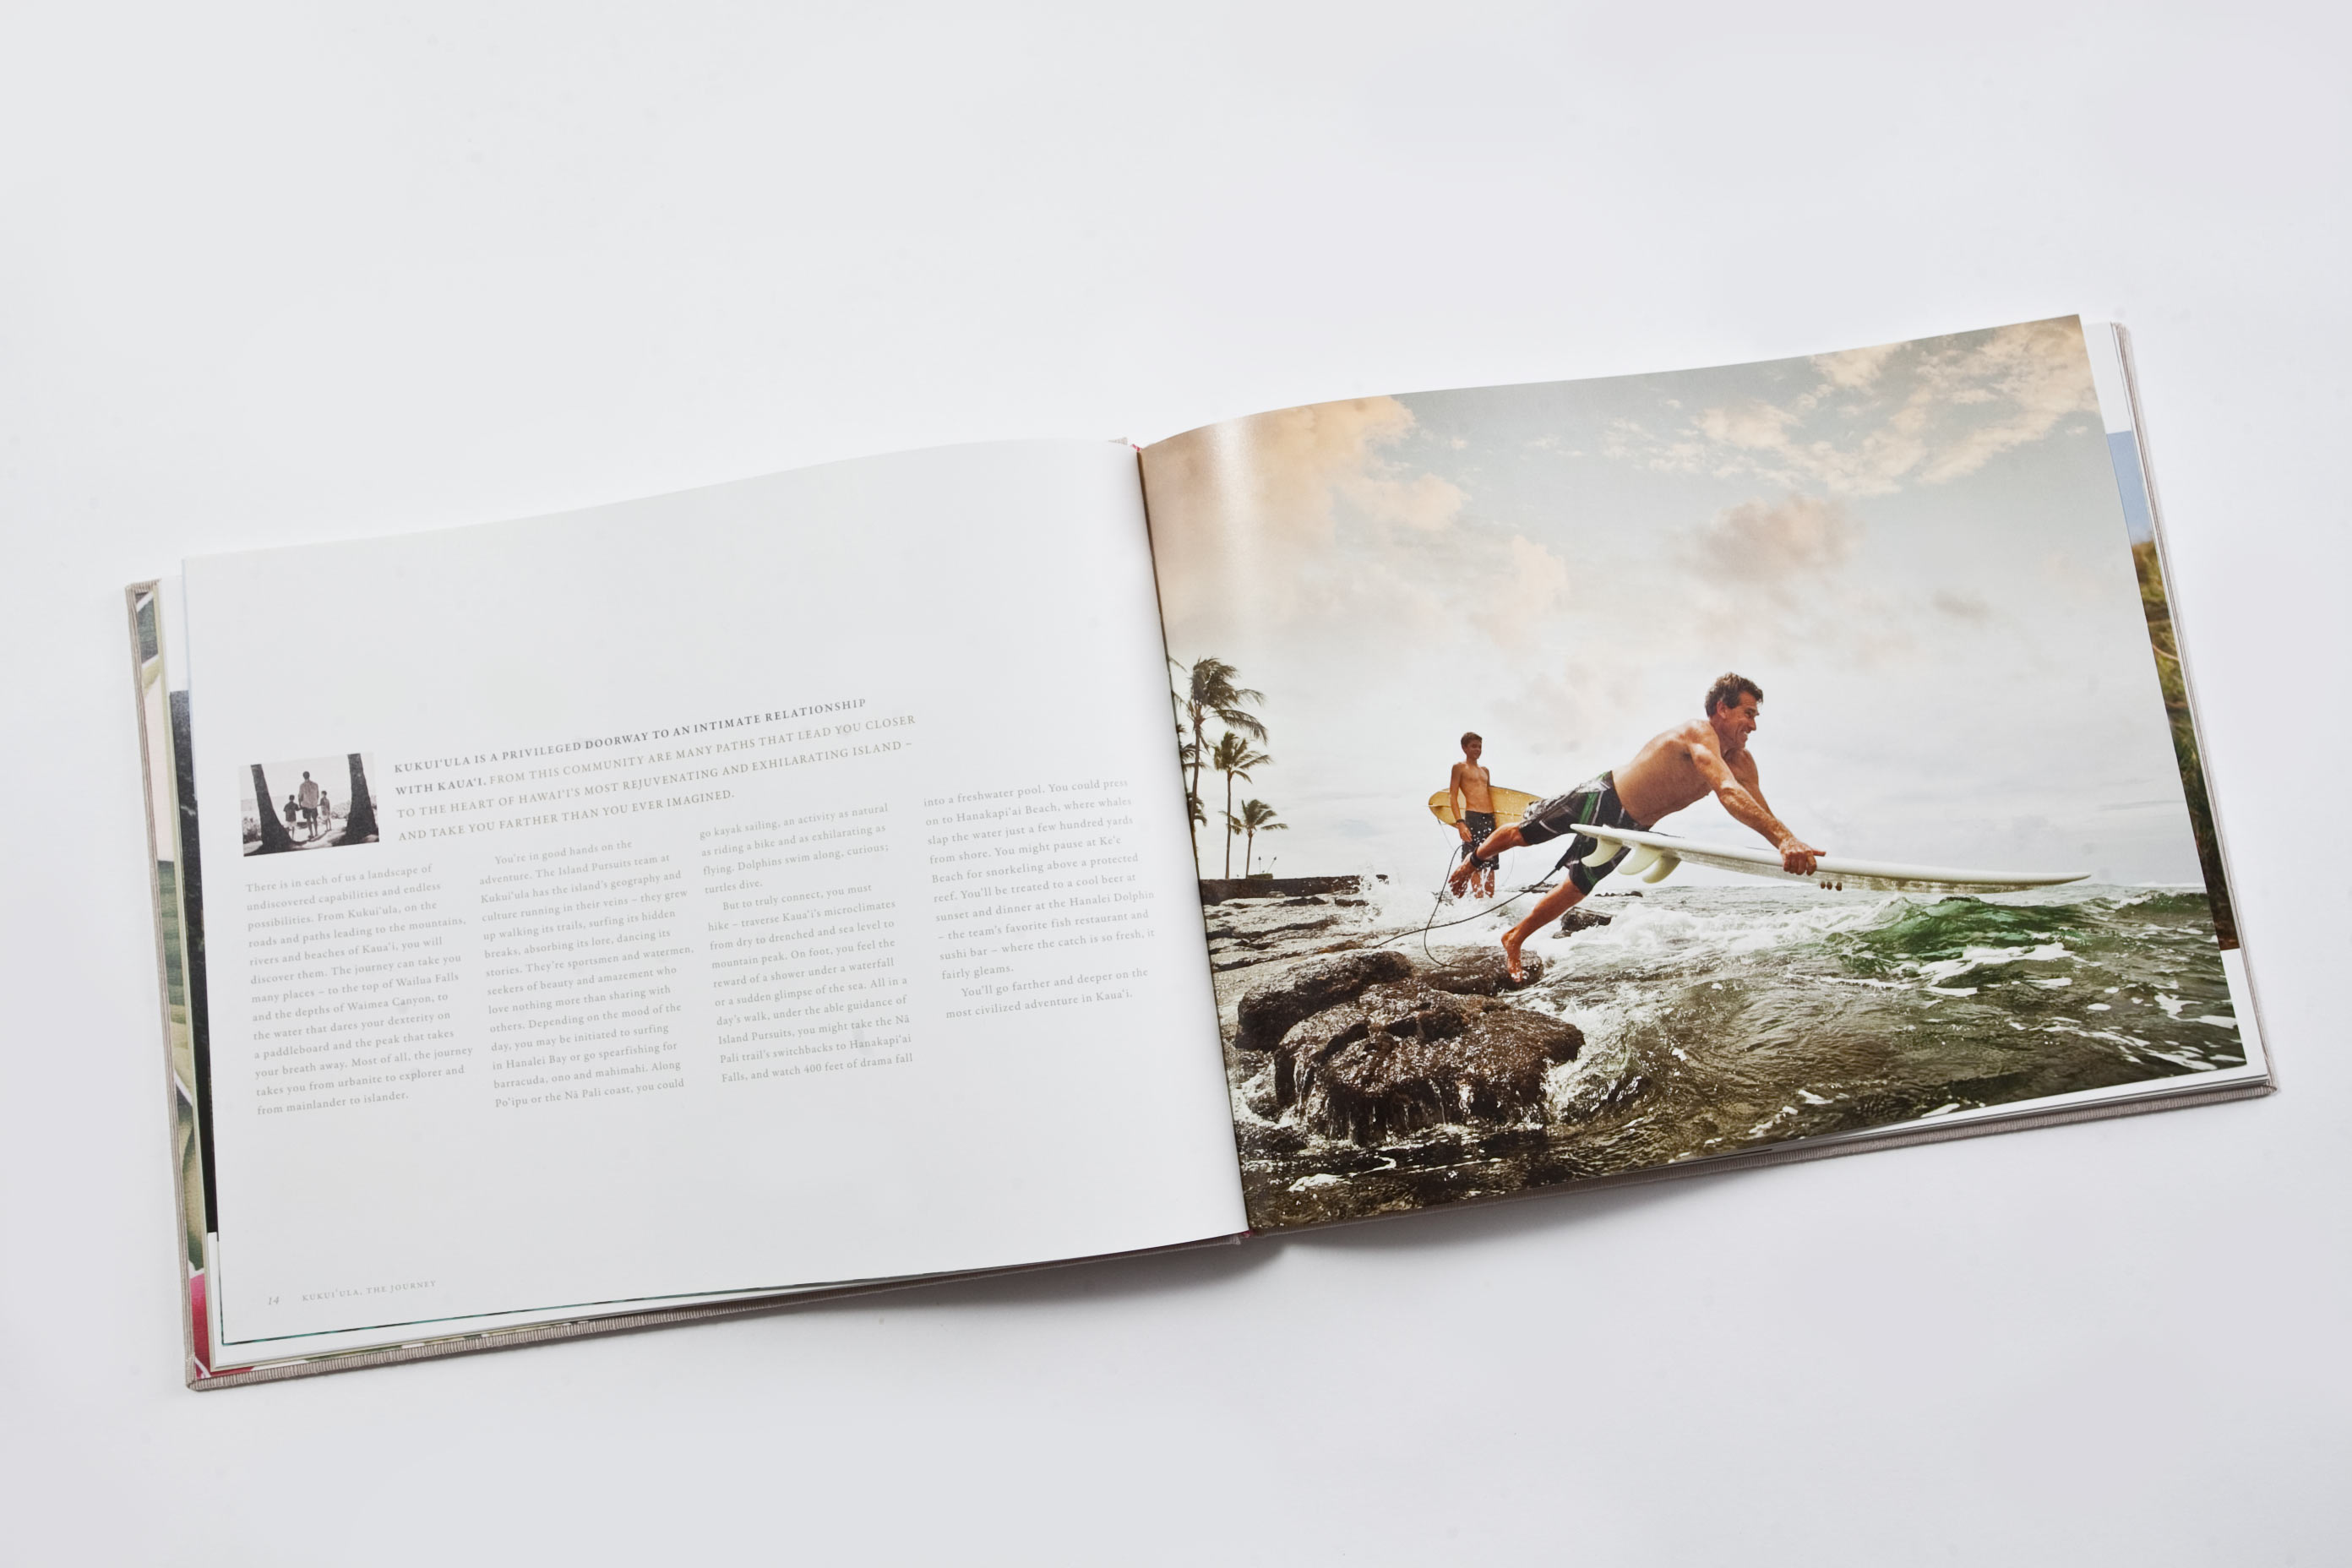 KUKUI'ULA IS A PRIVILEGED DOORWAY TO AN INTIMATE RELATIONSHIP
WITH KAUA'I. FROM THIS COMMUNITY ARE MANY PATHS THAT LEAD YOU CLOSER
TO THE HEART OF HAWAI'I'S MOST REJUVENATING AND EXHILARATING ISLAND –
AND TAKE YOU FARTHER THAN YOU EVER IMAGINED.
There is in each of us a landscape of
undiscovered capabilities and endless
possibilities. From Kukui'ula, on the
roads and paths leading to the mountains,
rivers and beaches of Kaua'i, you will
discover them. The journey can take you
many places – to the top of Wailua Falls
and the depths of Waimea Canyon, to
the water that dares your dexterity on
a paddleboard and the peak that takes
your breath away. Most of all, the journey
takes you from urbanite to explorer and
from mainlander to islander.
You're in good hands on the
adventure. The Island Pursuits team at
Kukui'ula has the island's geography and
culture running in their veins – they grew
up walking its trails, surfing its hidden
breaks, absorbing its lore, dancing its
stories. They're sportsmen and watermen,
seekers of beauty and amazement who
love nothing more than sharing with
others. Depending on the mood of the
day, you may be initiated to surfing
in Hanalei Bay or go spearfishing for
barracuda, ono and mahimahi. Along
Po'ipu or the Nā Pali coast, you could
go kayak sailing, an activity as natural
as riding a bike and as exhilarating as
flying. Dolphins swim along, curious;
turtles dive.
But to truly connect, you must
hike – traverse Kaua'i's microclimates
from dry to drenched and sea level to
mountain peak. On foot, you feel the
reward of a shower under a waterfall
or a sudden glimpse of the sea. All in a
day's walk, under the able guidance of
Island Pursuits, you might take the Nā
Pali trail's switchbacks to Hanakapi'ai
Falls, and watch 400 feet of drama fall
into a freshwater pool. You could press
on to Hanakapi'ai Beach, where whales
slap the water just a few hundred yards
from shore. You might pause at Ke'e
Beach for snorkeling above a protected
reef. You'll be treated to a cool beer at
sunset and dinner at the Hanalei Dolphin
– the team's favorite fish restaurant and
sushi bar – where the catch is so fresh, it
fairly gleams.
You'll go farther and deeper on the
most civilized adventure in Kaua'i.
14 KUKUI'ULA, THE JOURNEY